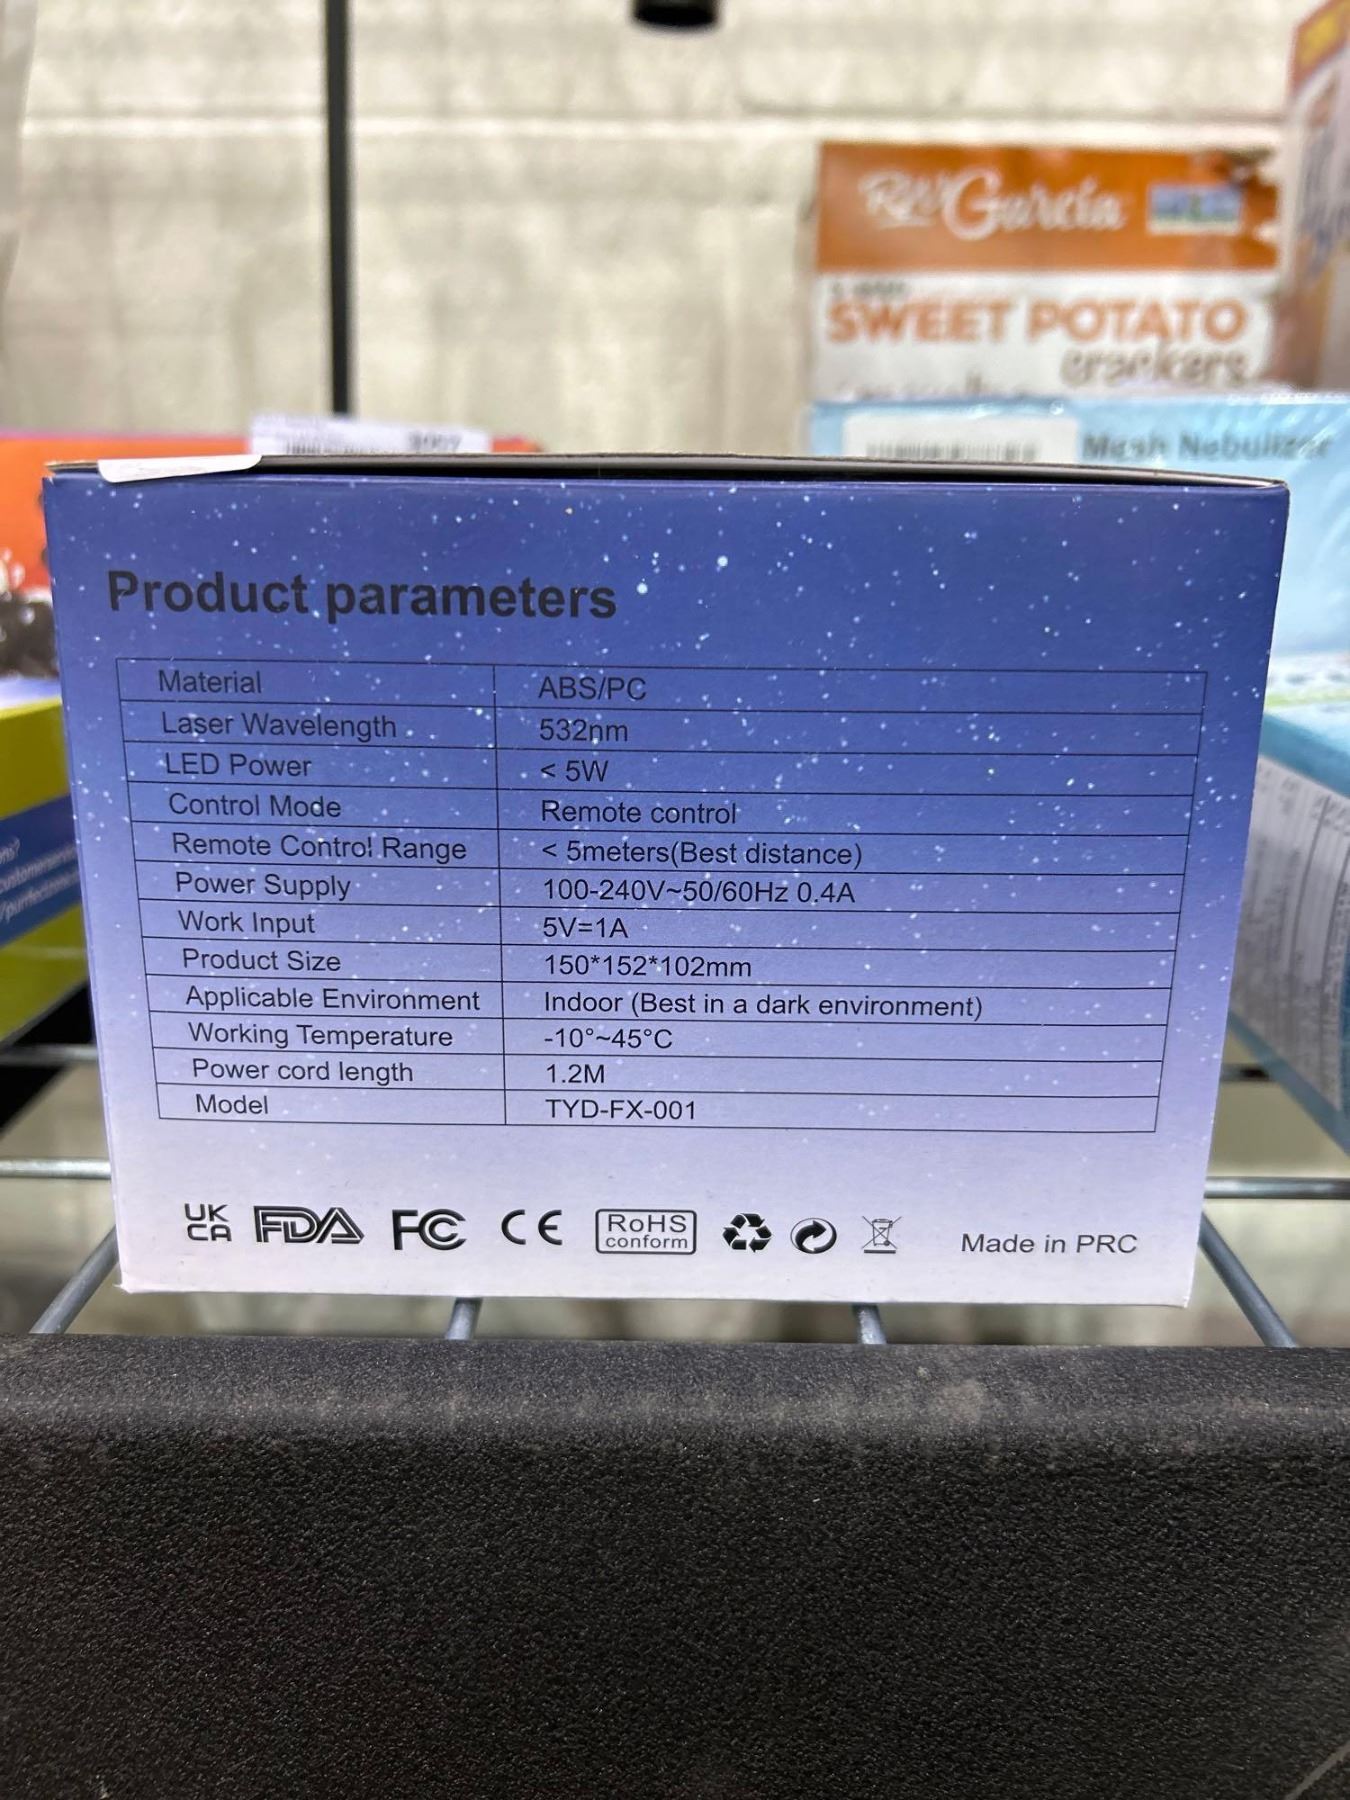 RW Garcia
SWEET POTATO
crackers
Mesh Nebulizer
Product parameters
Material ABS/PC
Laser Wavelength 532nm
LED Power < 5W
Control Mode Remote control
Remote Control Range < 5meters(Best distance)
Power Supply 100-240V~50/60Hz 0.4A
Work Input 5V=1A
Product Size 150*152*102mm
Applicable Environment Indoor (Best in a dark environment)
Working Temperature -10°~45°C
Power cord length 1.2M
Model TYD-FX-001
UK
CA FDA FC CE RoHS
conform Made in PRC